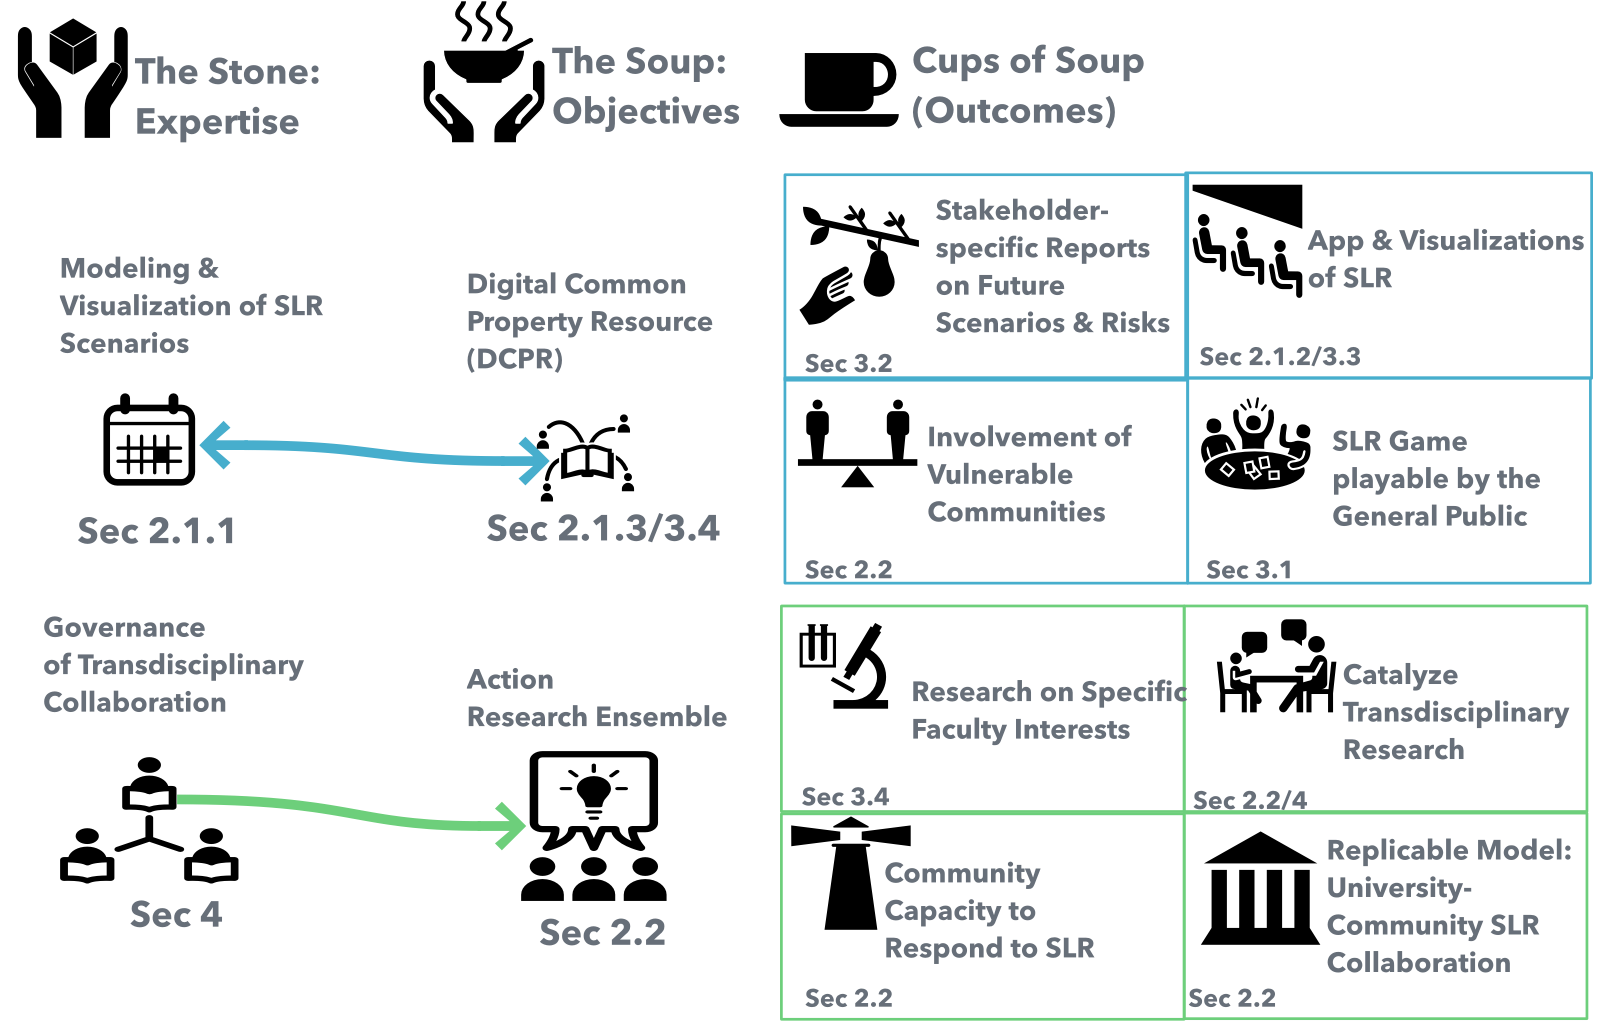 The Stone:
Expertise
The Soup:
Objectives
Cups of Soup
(Outcomes)
Modeling &
Visualization of SLR
Scenarios
Sec 2.1.1
Digital Common
Property Resource
(DCPR)
Sec 2.1.3/3.4
Stakeholder-
specific Reports
on Future
Scenarios & Risks
Sec 3.2
App & Visualizations
of SLR
Sec 2.1.2/3.3
Involvement of
Vulnerable
Communities
Sec 2.2
SLR Game
playable by the
General Public
Sec 3.1
Governance
of Transdisciplinary
Collaboration
Sec 4
Action
Research Ensemble
Sec 2.2
Research on Specific
Faculty Interests
Sec 3.4
Catalyze
Transdisciplinary
Research
Sec 2.2/4
Community
Capacity to
Respond to SLR
Sec 2.2
Replicable Model:
University-
Community SLR
Collaboration
Sec 2.2